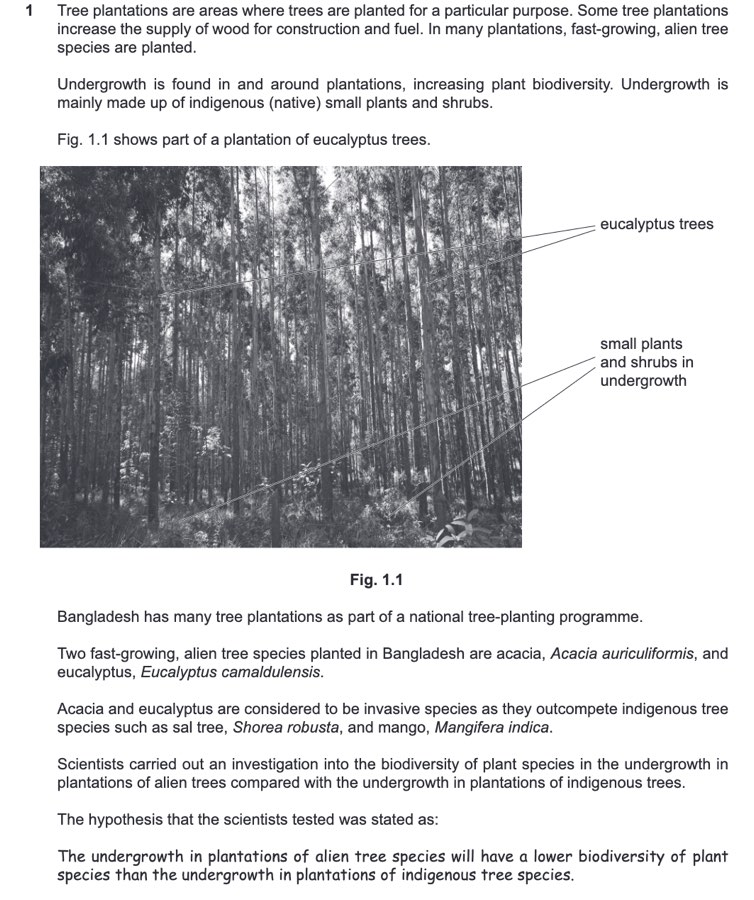 1 Tree plantations are areas where trees are planted for a particular purpose. Some tree plantations
increase the supply of wood for construction and fuel. In many plantations, fast-growing, alien tree
species are planted.
Undergrowth is found in and around plantations, increasing plant biodiversity. Undergrowth is
mainly made up of indigenous (native) small plants and shrubs.
Fig. 1.1 shows part of a plantation of eucalyptus trees.
eucalyptus trees
small plants
and shrubs in
undergrowth
Fig. 1.1
Bangladesh has many tree plantations as part of a national tree-planting programme.
Two fast-growing, alien tree species planted in Bangladesh are acacia, Acacia auriculiformis, and
eucalyptus, Eucalyptus camaldulensis.
Acacia and eucalyptus are considered to be invasive species as they outcompete indigenous tree
species such as sal tree, Shorea robusta, and mango, Mangifera indica.
Scientists carried out an investigation into the biodiversity of plant species in the undergrowth in
plantations of alien trees compared with the undergrowth in plantations of indigenous trees.
The hypothesis that the scientists tested was stated as:
The undergrowth in plantations of alien tree species will have a lower biodiversity of plant
species than the undergrowth in plantations of indigenous tree species.